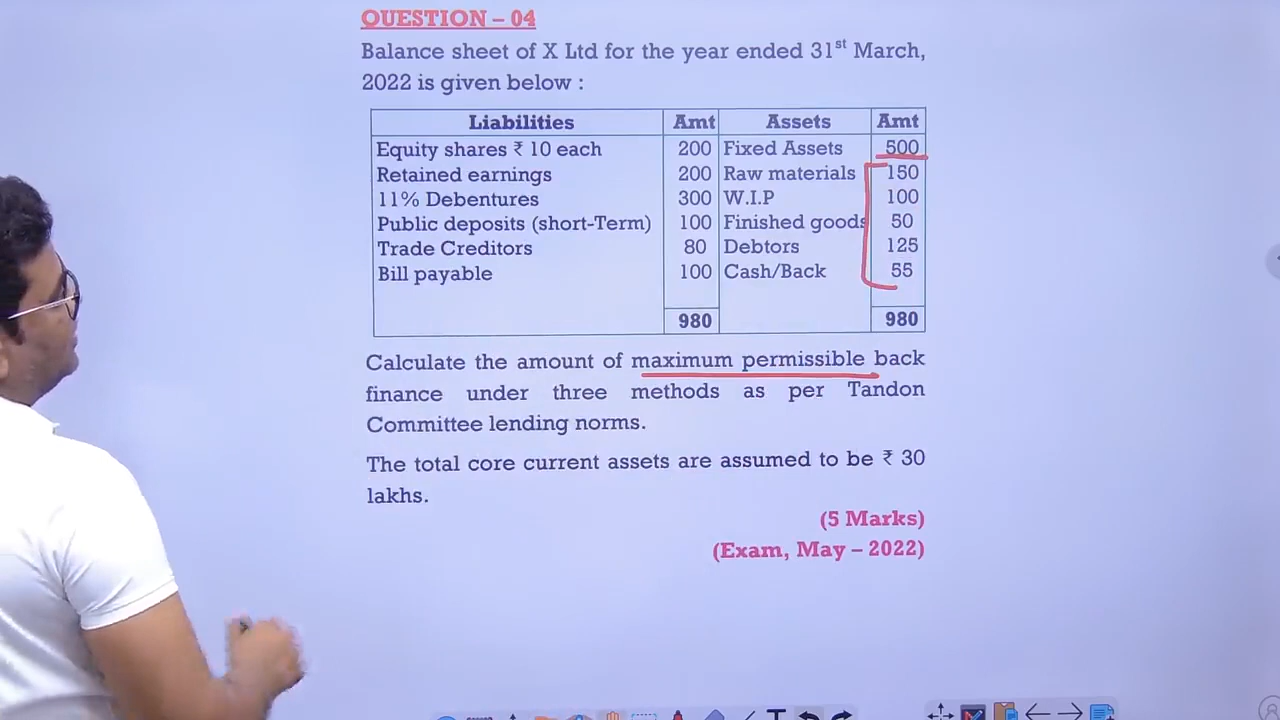 QUESTION – 04
Balance sheet of X Ltd for the year ended 31st March,
2022 is given below :
Liabilities Amt Assets Amt
Equity shares ₹ 10 each 200 Fixed Assets 500
Retained earnings 200 Raw materials 150
11% Debentures 300 W.I.P 100
Public deposits (short-Term) 100 Finished goods 50
Trade Creditors 80 Debtors 125
Bill payable 100 Cash/Back 55
980 980
Calculate the amount of maximum permissible back
finance under three methods as per Tandon
Committee lending norms.
The total core current assets are assumed to be ₹ 30
lakhs.
(5 Marks)
(Exam, May – 2022)